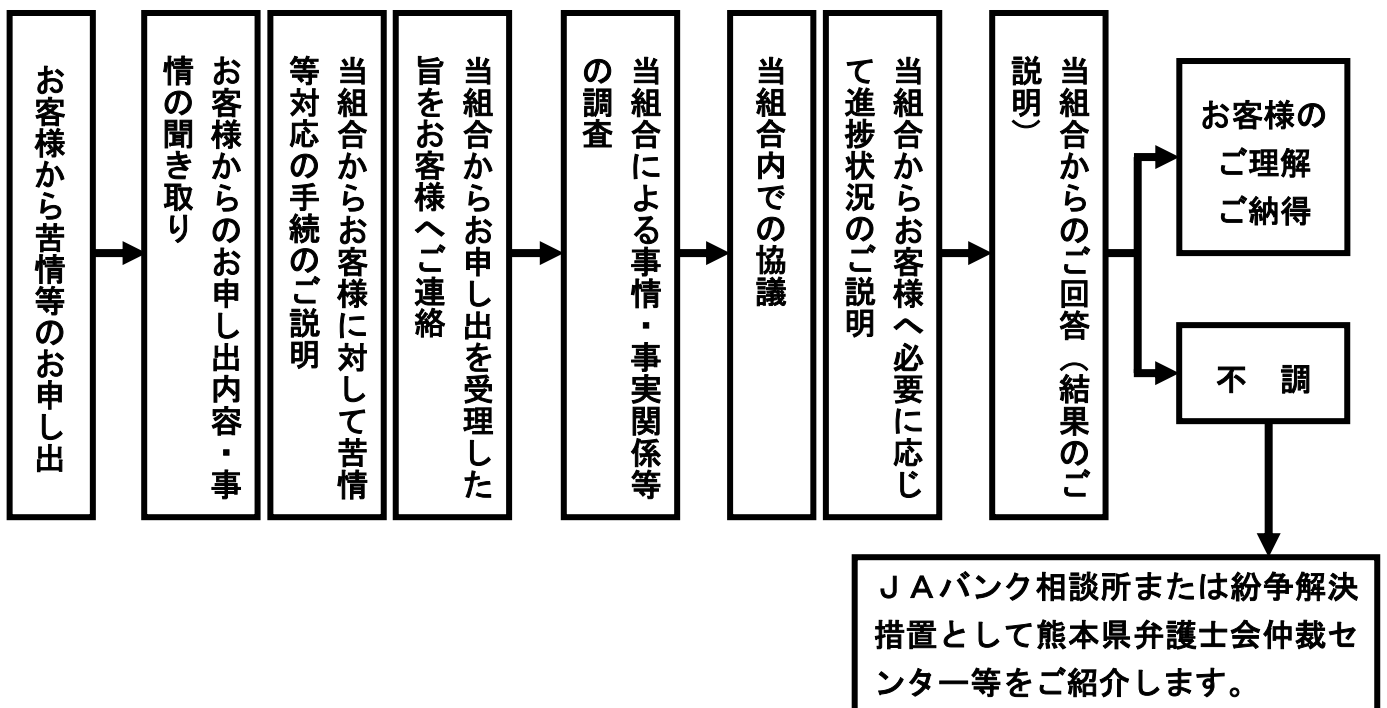 お客様から苦情等のお申し出
お客様からのお申し出内容・事
情の聞き取り
当組合からお客様に対して苦情
等対応の手続のご説明
当組合からお申し出を受理した
旨をお客様へご連絡
当組合による事情・事実関係等
の調査
当組合内での協議
当組合からお客様へ必要に応じ
て進捗状況のご説明
当組合からのご回答（結果のご
説明）
お客様の
ご理解
ご納得
不　調
ＪＡバンク相談所または紛争解決
措置として熊本県弁護士会仲裁セ
ンター等をご紹介します。